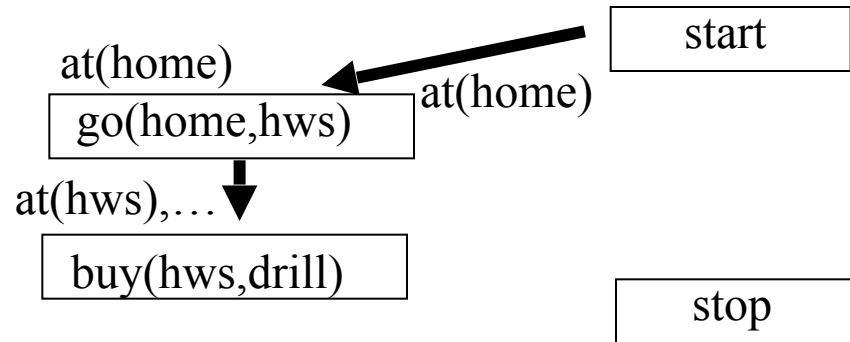 start
at(home)
at(home)
go(home,hws)
at(hws),…
buy(hws,drill)
stop